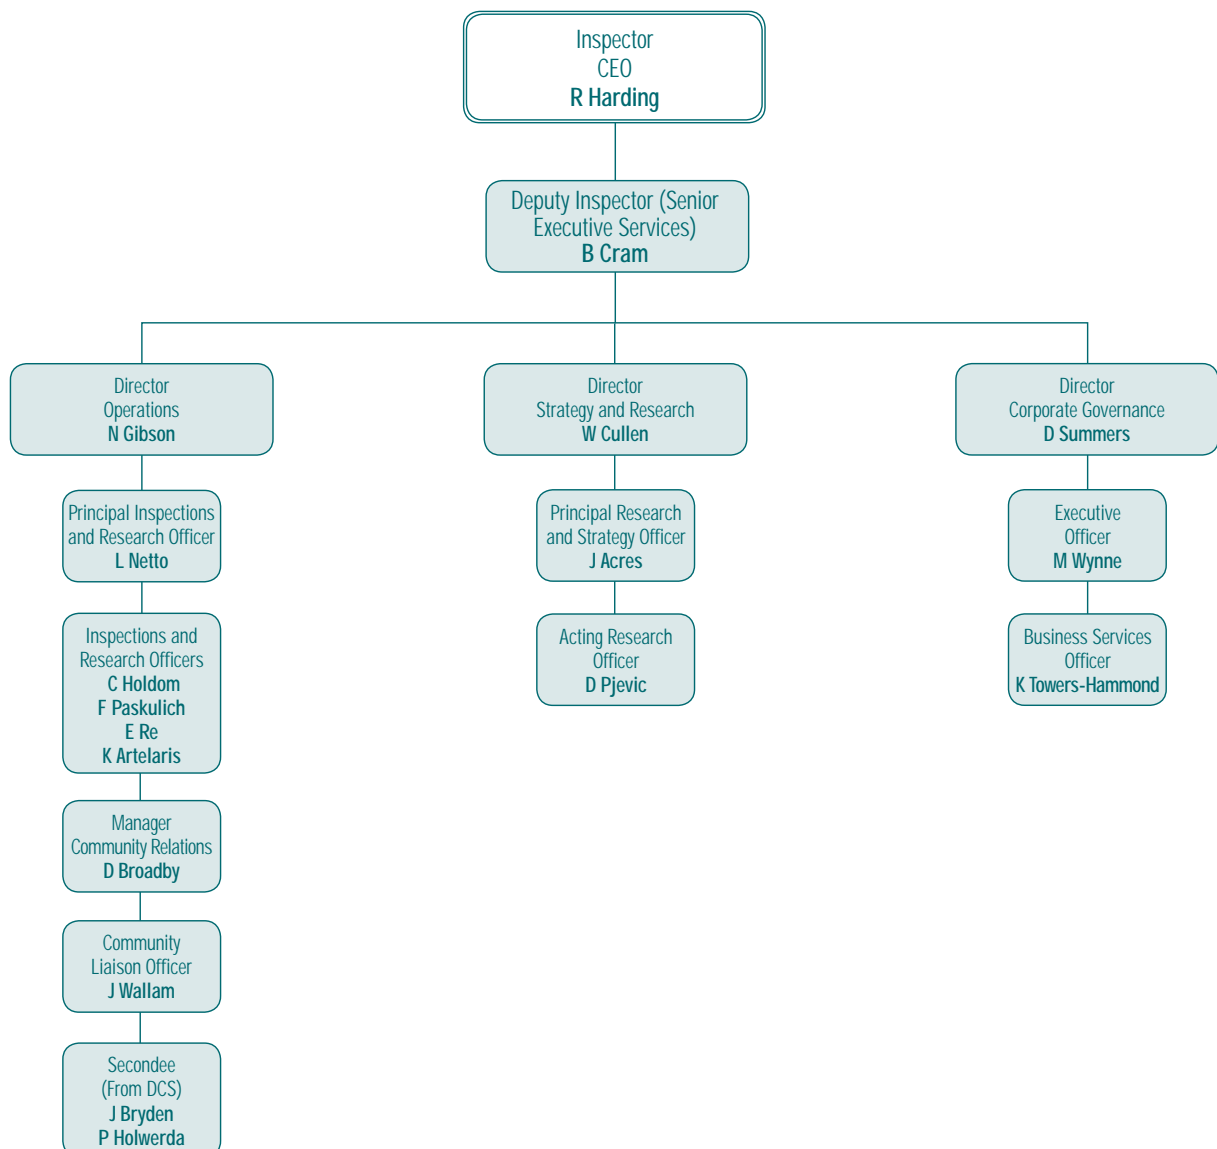 Inspector
CEO
R Harding
Deputy Inspector (Senior
Executive Services)
B Cram
Director
Operations
N Gibson
Director
Strategy and Research
W Cullen
Director
Corporate Governance
D Summers
Principal Inspections
and Research Officer
L Netto
Principal Research
and Strategy Officer
J Acres
Executive
Officer
M Wynne
Inspections and
Research Officers
C Holdom
F Paskulich
E Re
K Artelaris
Acting Research
Officer
D Pjevic
Business Services
Officer
K Towers-Hammond
Manager
Community Relations
D Broadby
Community
Liaison Officer
J Wallam
Secondee
(From DCS)
J Bryden
P Holwerda